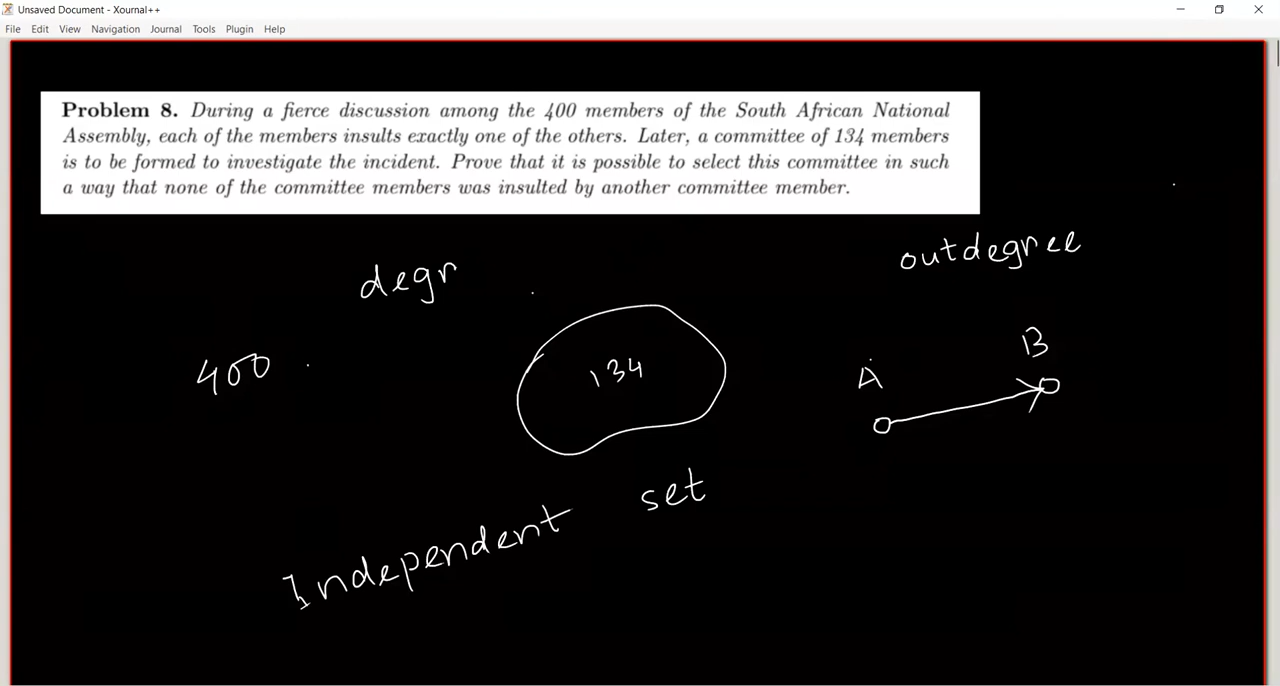 Unsaved Document - Xournal++
File Edit View Navigation Journal Tools Plugin Help
Problem 8. During a fierce discussion among the 400 members of the South African National
Assembly, each of the members insults exactly one of the others. Later, a committee of 134 members
is to be formed to investigate the incident. Prove that it is possible to select this committee in such
a way that none of the committee members was insulted by another committee member.
degr
outdegree
400
134
A
B
Independent set